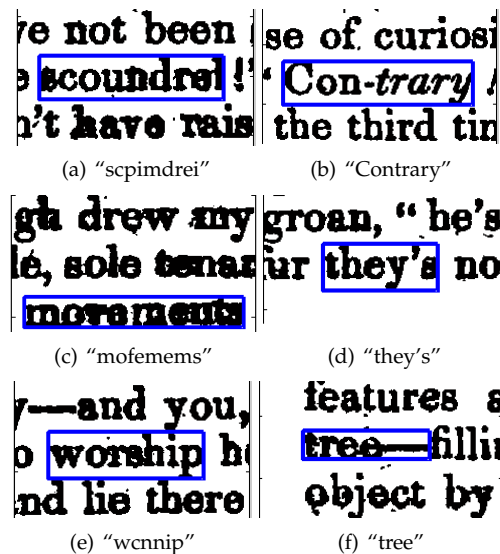 ve not been
e scoundrel!"
n't have rais
(a) “scpimdrei”
se of curiosi
‘ Con-trary
the third tin
(b) “Contrary”
gh drew my
le, sole tenan
movements
(c) “mofemems”
groan, “ he's
ur they's no
(d) “they's”
y—and you,
o worship h
nd lie there
(e) “wcnnip”
features a
tree—fillin
object by
(f) “tree”